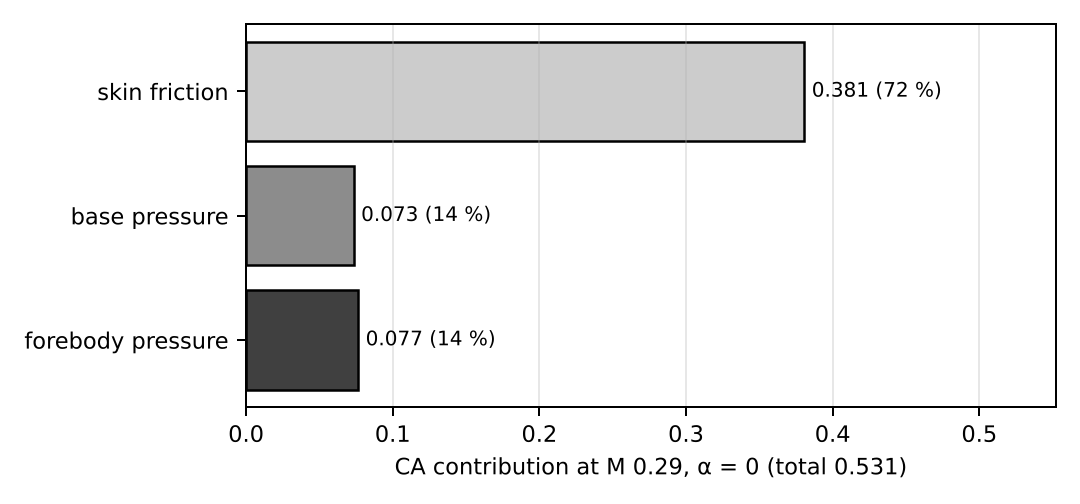 skin friction
0.381 (72 %)
base pressure
0.073 (14 %)
forebody pressure
0.077 (14 %)
0.0 0.1 0.2 0.3 0.4 0.5
CA contribution at M 0.29, α = 0 (total 0.531)